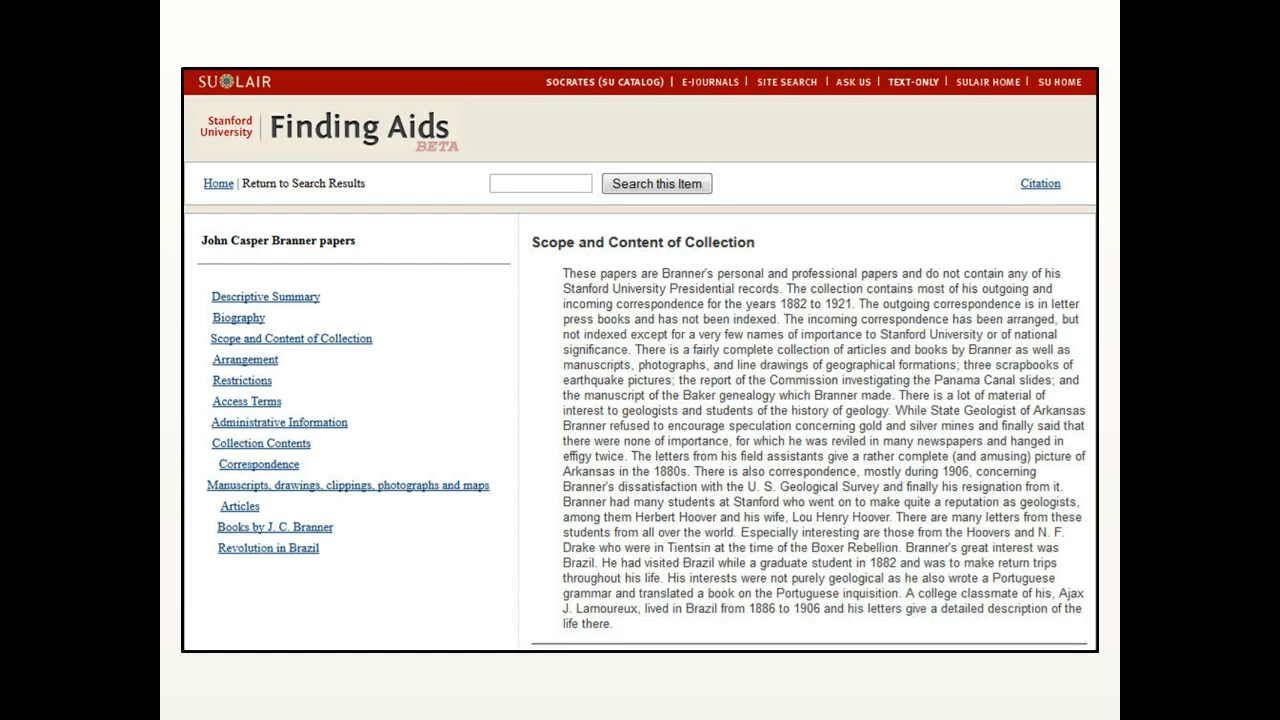 SULAIR
SOCRATES (SU CATALOG) | E-JOURNALS | SITE SEARCH | ASK US | TEXT-ONLY | SULAIR HOME | SU HOME
Stanford
University
Finding Aids
BETA
Home | Return to Search Results
Search this Item
Citation
John Casper Branner papers
Descriptive Summary
Biography
Scope and Content of Collection
Arrangement
Restrictions
Access Terms
Administrative Information
Collection Contents
Correspondence
Manuscripts, drawings, clippings, photographs and maps
Articles
Books by J. C. Branner
Revolution in Brazil
Scope and Content of Collection
These papers are Branner's personal and professional papers and do not contain any of his
Stanford University Presidential records. The collection contains most of his outgoing and
incoming correspondence for the years 1882 to 1921. The outgoing correspondence is in letter
press books and has not been indexed. The incoming correspondence has been arranged, but
not indexed except for a very few names of importance to Stanford University or of national
significance. There is a fairly complete collection of articles and books by Branner as well as
manuscripts, photographs, and line drawings of geographical formations; three scrapbooks of
earthquake pictures; the report of the Commission investigating the Panama Canal slides; and
the manuscript of the Baker genealogy which Branner made. There is a lot of material of
interest to geologists and students of the history of geology. While State Geologist of Arkansas
Branner refused to encourage speculation concerning gold and silver mines and finally said that
there were none of importance, for which he was reviled in many newspapers and hanged in
effigy twice. The letters from his field assistants give a rather complete (and amusing) picture of
Arkansas in the 1880s. There is also correspondence, mostly during 1906, concerning
Branner's dissatisfaction with the U. S. Geological Survey and finally his resignation from it.
Branner had many students at Stanford who went on to make quite a reputation as geologists,
among them Herbert Hoover and his wife, Lou Henry Hoover. There are many letters from these
students from all over the world. Especially interesting are those from the Hoovers and N. F.
Drake who were in Tientsin at the time of the Boxer Rebellion. Branner's great interest was
Brazil. He had visited Brazil while a graduate student in 1882 and was to make return trips
throughout his life. His interests were not purely geological as he also wrote a Portuguese
grammar and translated a book on the Portuguese inquisition. A college classmate of his, Ajax
J. Lamoureux, lived in Brazil from 1886 to 1906 and his letters give a detailed description of the
life there.